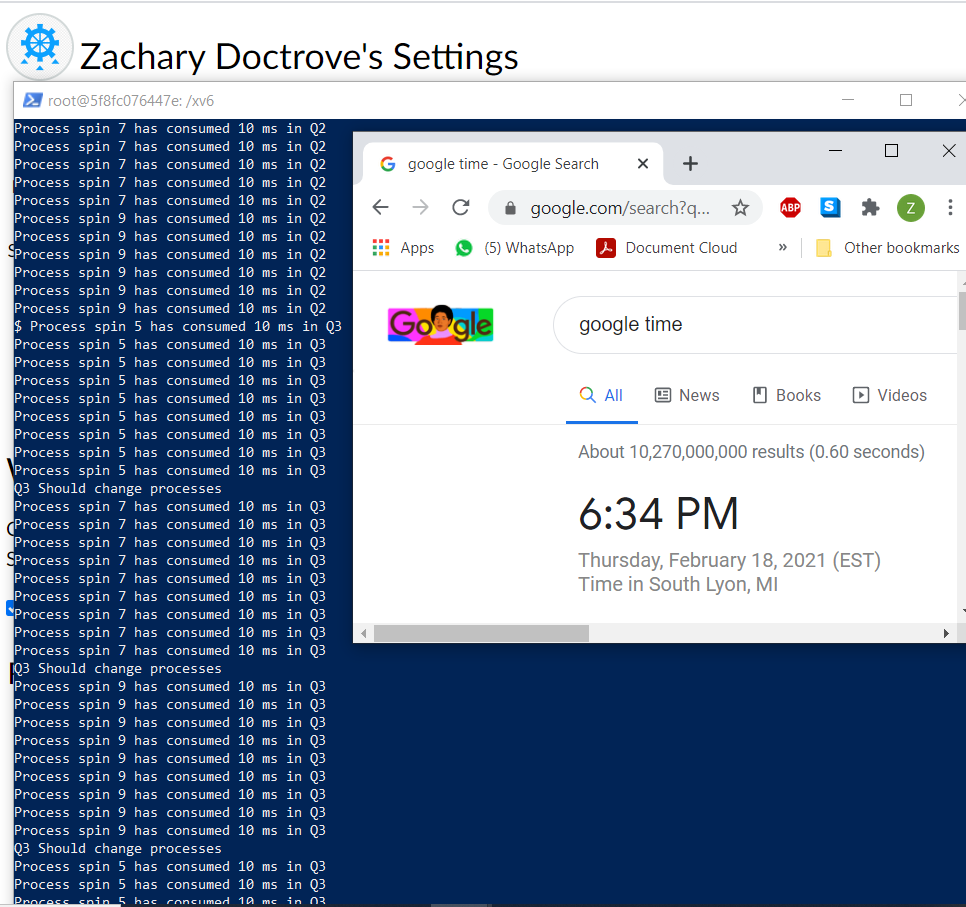 Zachary Doctrove's Settings
root@5f8fc076447e: /xv6
Process spin 7 has consumed 10 ms in Q2
Process spin 7 has consumed 10 ms in Q2
Process spin 7 has consumed 10 ms in Q2
Process spin 7 has consumed 10 ms in Q2
Process spin 7 has consumed 10 ms in Q2
Process spin 9 has consumed 10 ms in Q2
Process spin 9 has consumed 10 ms in Q2
Process spin 9 has consumed 10 ms in Q2
Process spin 9 has consumed 10 ms in Q2
Process spin 9 has consumed 10 ms in Q2
Process spin 9 has consumed 10 ms in Q2
$ Process spin 5 has consumed 10 ms in Q3
Process spin 5 has consumed 10 ms in Q3
Process spin 5 has consumed 10 ms in Q3
Process spin 5 has consumed 10 ms in Q3
Process spin 5 has consumed 10 ms in Q3
Process spin 5 has consumed 10 ms in Q3
Process spin 5 has consumed 10 ms in Q3
Process spin 5 has consumed 10 ms in Q3
Process spin 5 has consumed 10 ms in Q3
Q3 Should change processes
Process spin 7 has consumed 10 ms in Q3
Process spin 7 has consumed 10 ms in Q3
Process spin 7 has consumed 10 ms in Q3
Process spin 7 has consumed 10 ms in Q3
Process spin 7 has consumed 10 ms in Q3
Process spin 7 has consumed 10 ms in Q3
Process spin 7 has consumed 10 ms in Q3
Process spin 7 has consumed 10 ms in Q3
Process spin 7 has consumed 10 ms in Q3
Q3 Should change processes
Process spin 9 has consumed 10 ms in Q3
Process spin 9 has consumed 10 ms in Q3
Process spin 9 has consumed 10 ms in Q3
Process spin 9 has consumed 10 ms in Q3
Process spin 9 has consumed 10 ms in Q3
Process spin 9 has consumed 10 ms in Q3
Process spin 9 has consumed 10 ms in Q3
Process spin 9 has consumed 10 ms in Q3
Process spin 9 has consumed 10 ms in Q3
Q3 Should change processes
Process spin 5 has consumed 10 ms in Q3
Process spin 5 has consumed 10 ms in Q3
Process spin 5 has consumed 10 ms in Q3
google time - Google Search
google.com/search?q...
ABP
S
Z
Apps
(5) WhatsApp
Document Cloud
»
Other bookmarks
Google
google time
All
News
Books
Videos
About 10,270,000,000 results (0.60 seconds)
6:34 PM
Thursday, February 18, 2021 (EST)
Time in South Lyon, MI